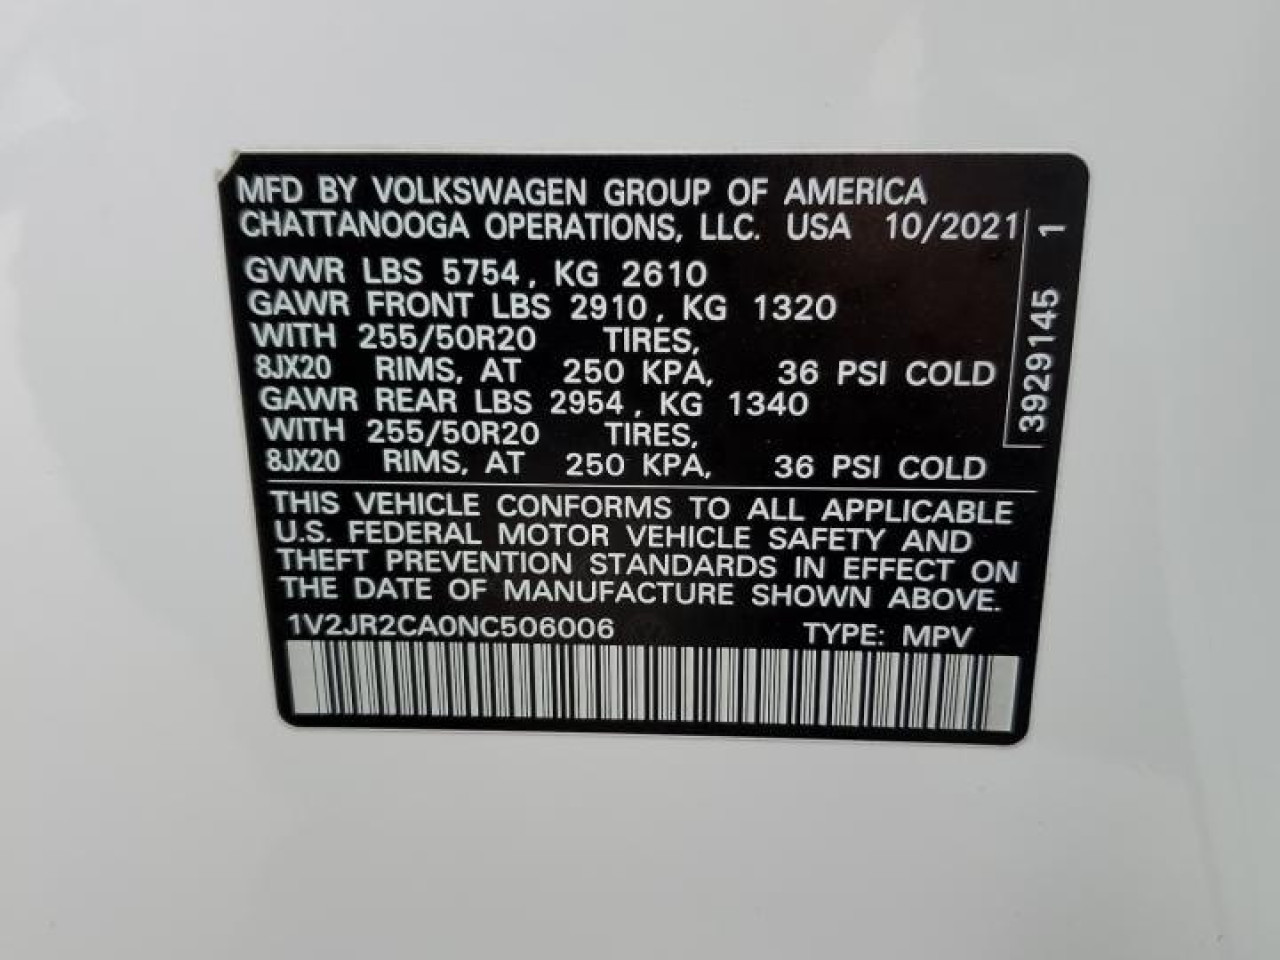 MFD BY VOLKSWAGEN GROUP OF AMERICA
CHATTANOOGA OPERATIONS, LLC. USA 10/2021
GVWR LBS 5754, KG 2610
GAWR FRONT LBS 2910, KG 1320
WITH 255/50R20 TIRES,
8JX20 RIMS, AT 250 KPA, 36 PSI COLD
GAWR REAR LBS 2954, KG 1340
WITH 255/50R20 TIRES,
8JX20 RIMS, AT 250 KPA, 36 PSI COLD
THIS VEHICLE CONFORMS TO ALL APPLICABLE
U.S. FEDERAL MOTOR VEHICLE SAFETY AND
THEFT PREVENTION STANDARDS IN EFFECT ON
THE DATE OF MANUFACTURE SHOWN ABOVE.
1V2JR2CA0NC506006 TYPE: MPV
3929145 1